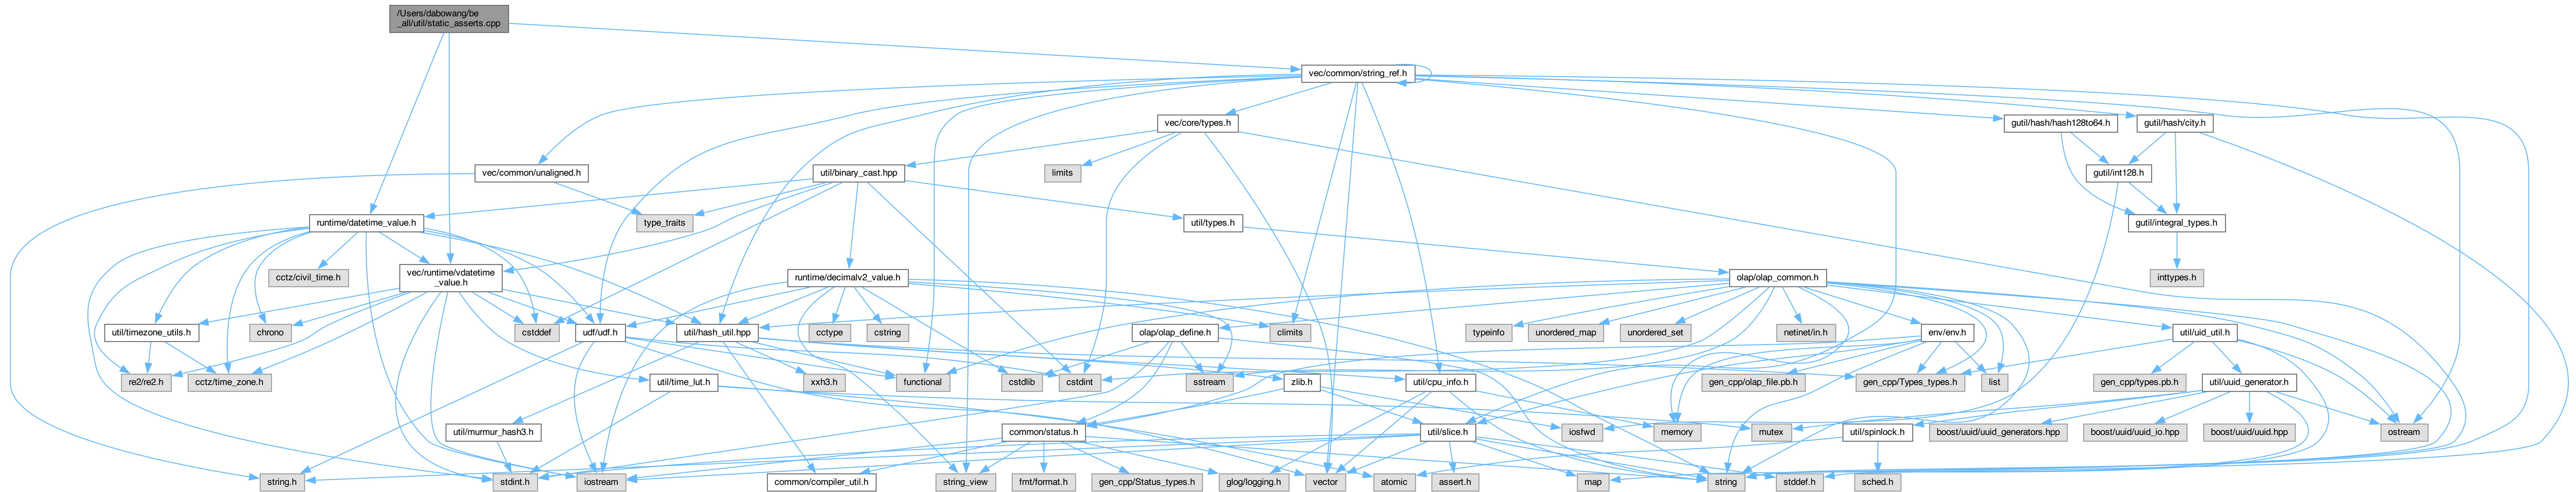 /Users/dabowang/be
_all/util/static_asserts.cpp
vec/common/string_ref.h
vec/core/types.h
gutil/hash/hash128to64.h
gutil/hash/city.h
vec/common/unaligned.h
limits
util/binary_cast.hpp
gutil/int128.h
runtime/datetime_value.h
type_traits
util/types.h
gutil/integral_types.h
cctz/civil_time.h
vec/runtime/vdatetime
_value.h
runtime/decimalv2_value.h
olap/olap_common.h
inttypes.h
util/timezone_utils.h
chrono
cstddef
udf/udf.h
util/hash_util.hpp
cctype
cstring
olap/olap_define.h
climits
typeinfo
unordered_map
unordered_set
netinet/in.h
env/env.h
util/uid_util.h
re2/re2.h
cctz/time_zone.h
util/time_lut.h
xxh3.h
functional
cstdlib
cstdint
sstream
zlib.h
util/cpu_info.h
gen_cpp/olap_file.pb.h
gen_cpp/Types_types.h
list
gen_cpp/types.pb.h
util/uuid_generator.h
util/murmur_hash3.h
common/status.h
util/slice.h
iosfwd
memory
mutex
util/spinlock.h
boost/uuid/uuid_generators.hpp
boost/uuid/uuid_io.hpp
boost/uuid/uuid.hpp
ostream
string.h
stdint.h
iostream
common/compiler_util.h
string_view
fmt/format.h
gen_cpp/Status_types.h
glog/logging.h
vector
atomic
assert.h
map
string
stddef.h
sched.h